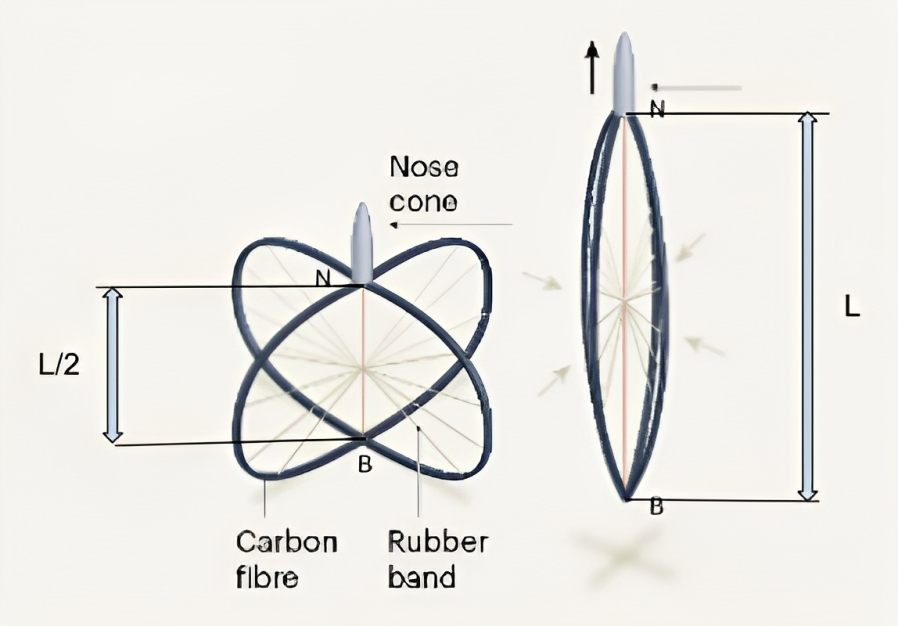 Nose
cone
N
L/2
B
Carbon
fibre
Rubber
band
N
L
B